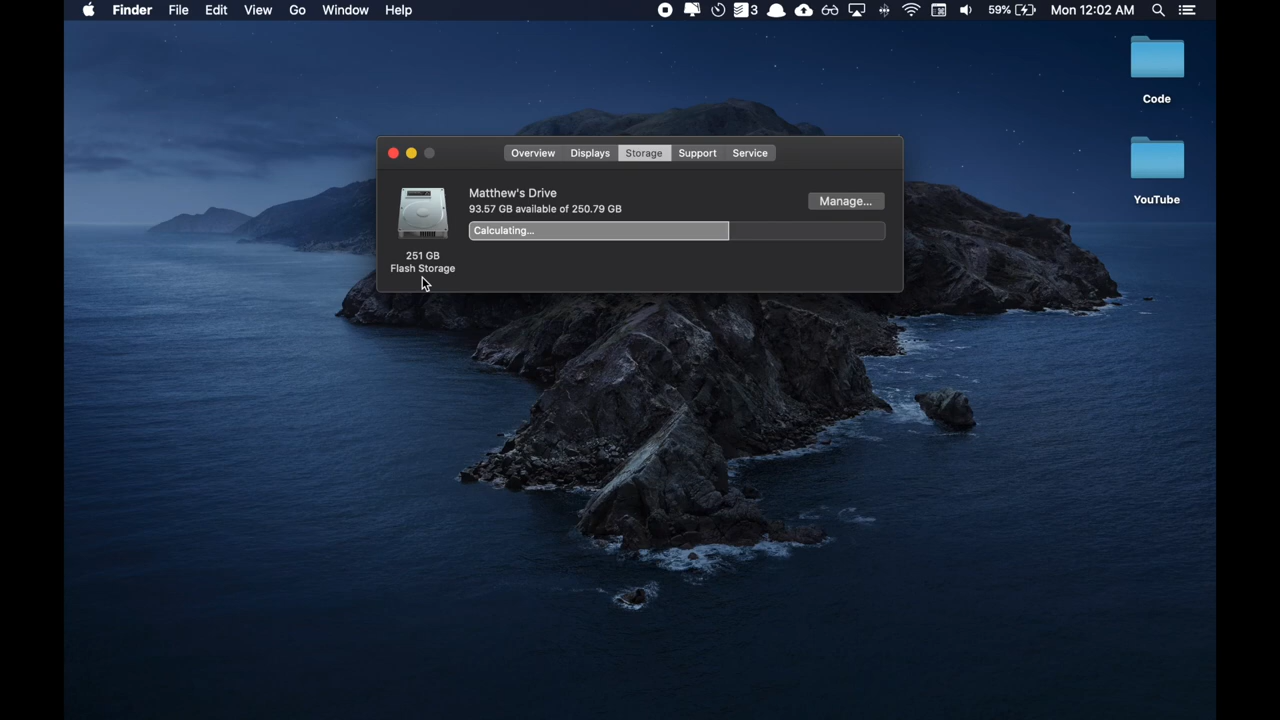 Finder File Edit View Go Window Help 3 59% Mon 12:02 AM
Code
Overview Displays Storage Support Service
Matthew's Drive
93.57 GB available of 250.79 GB
Manage...
Calculating...
251 GB
Flash Storage
YouTube